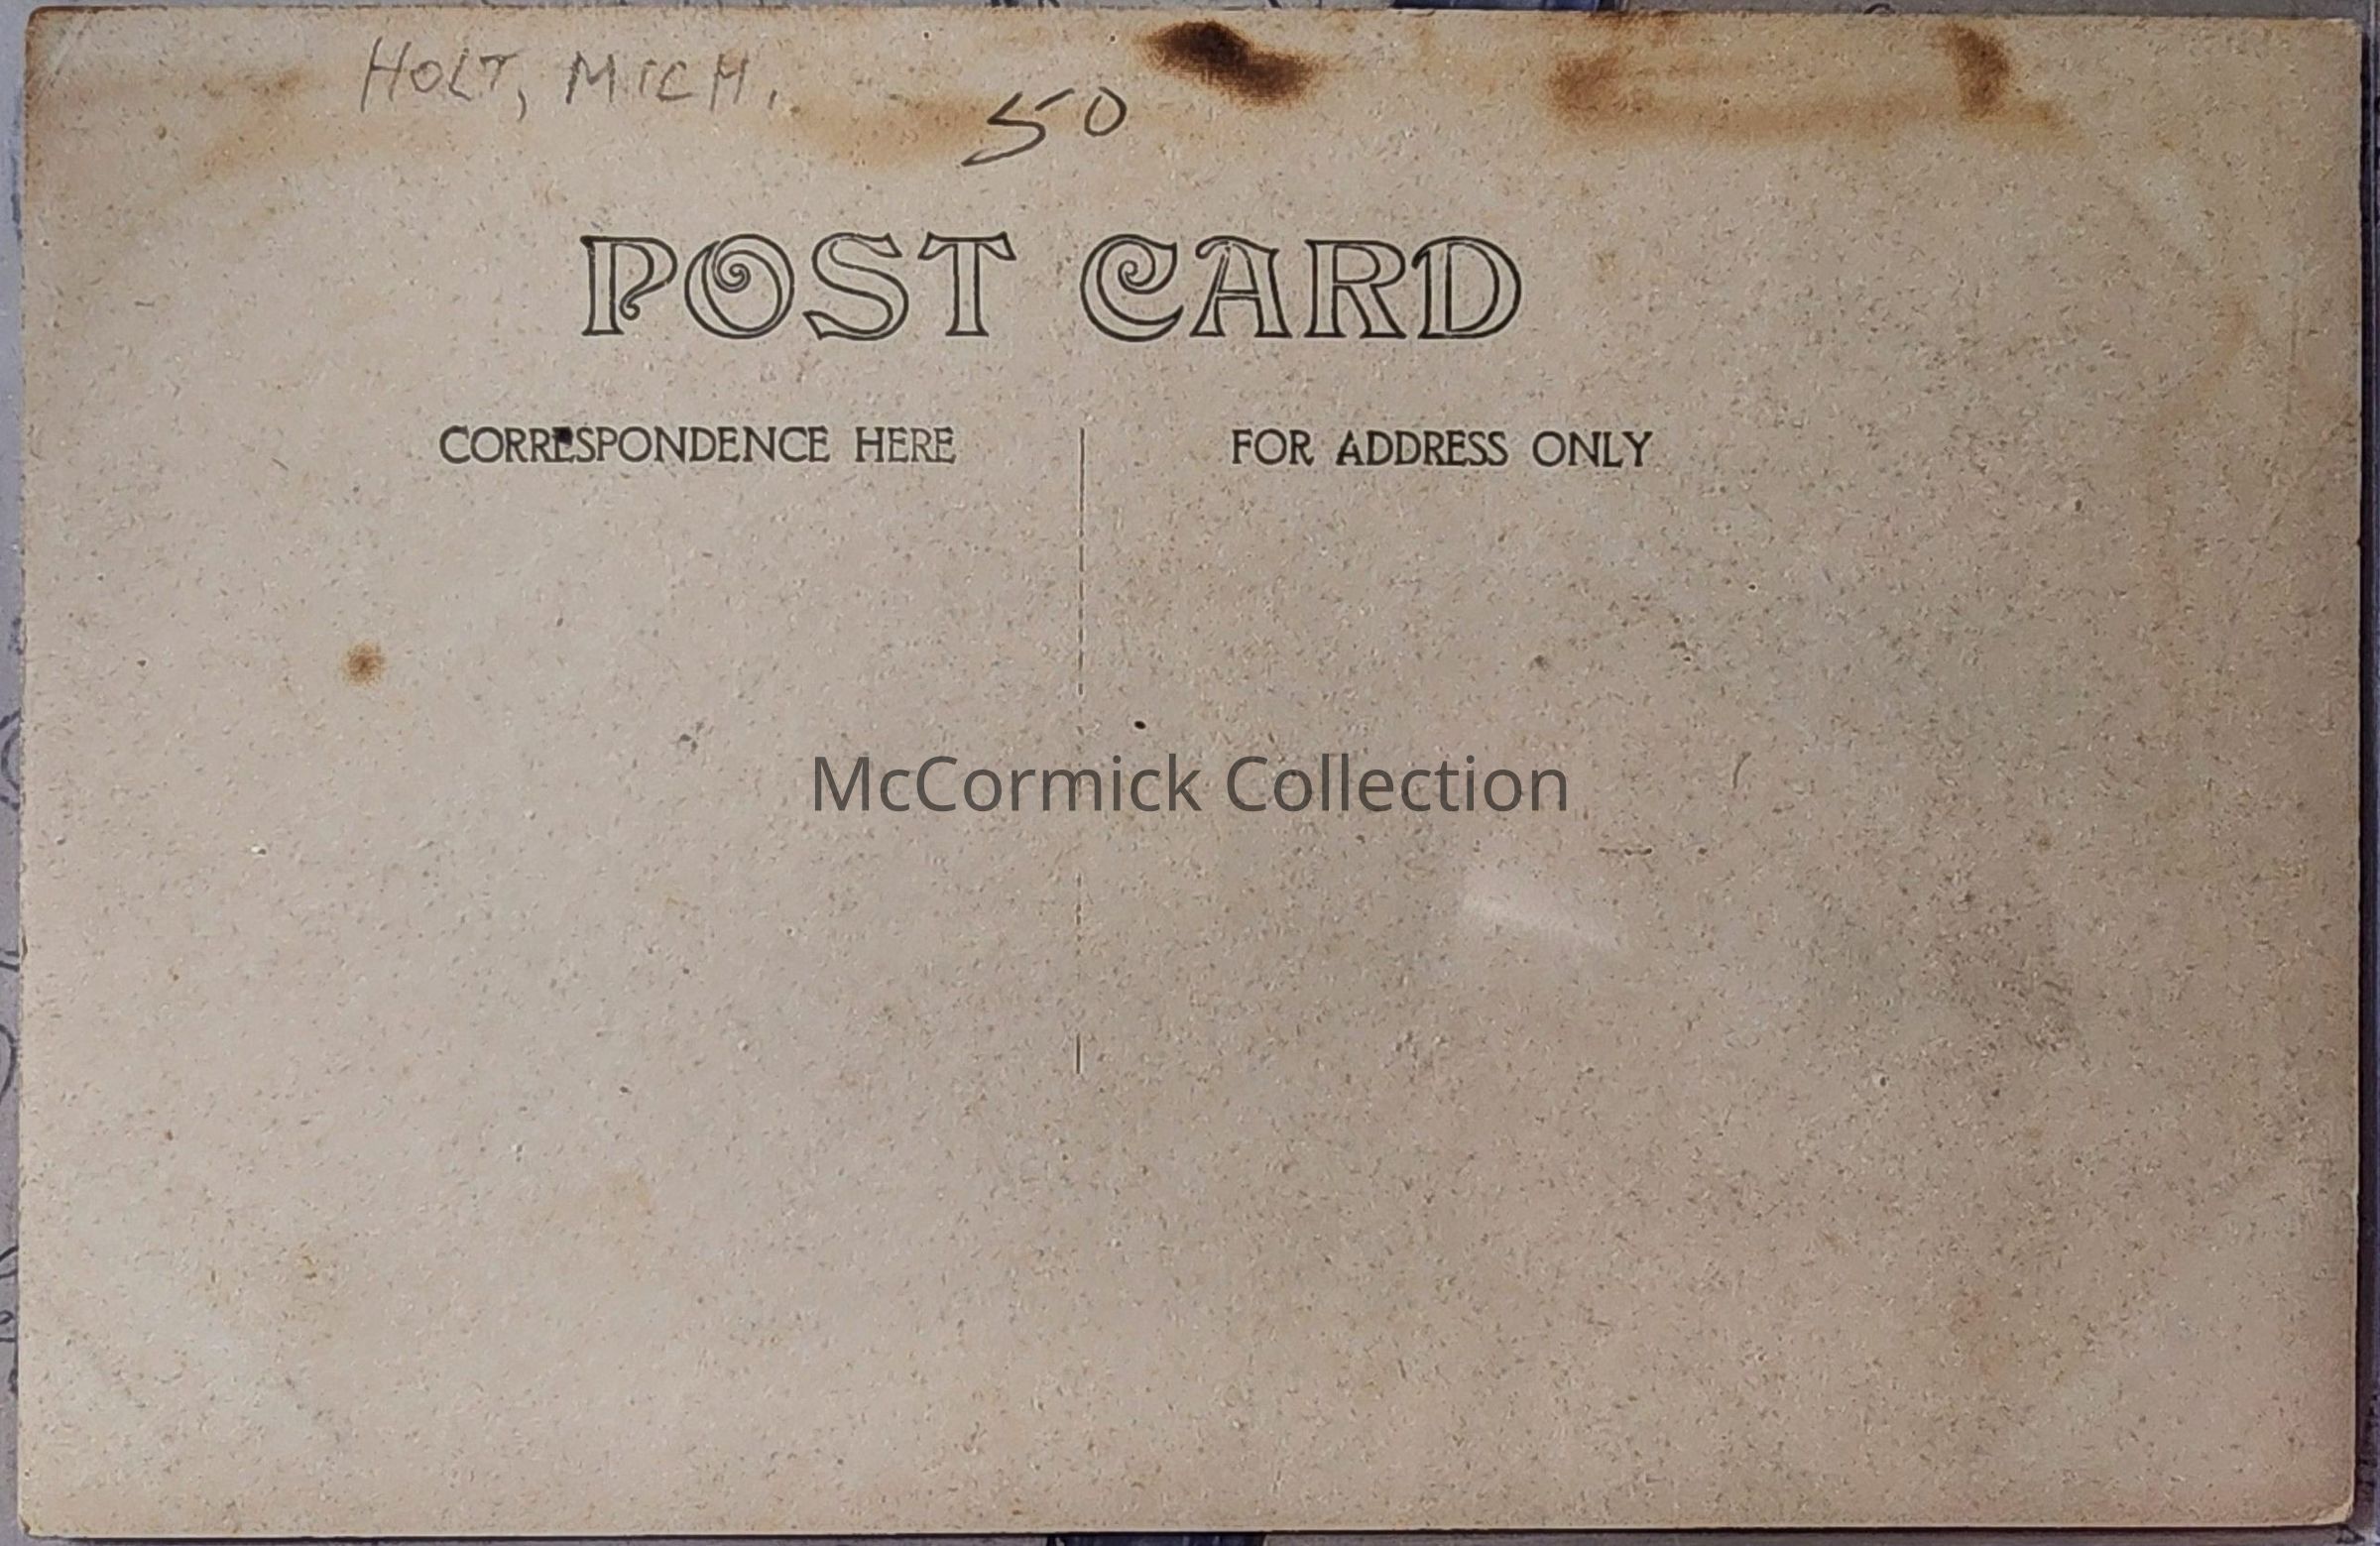 HOLT, MICH.
50
POST CARD
CORRESPONDENCE HERE
FOR ADDRESS ONLY
McCormick Collection